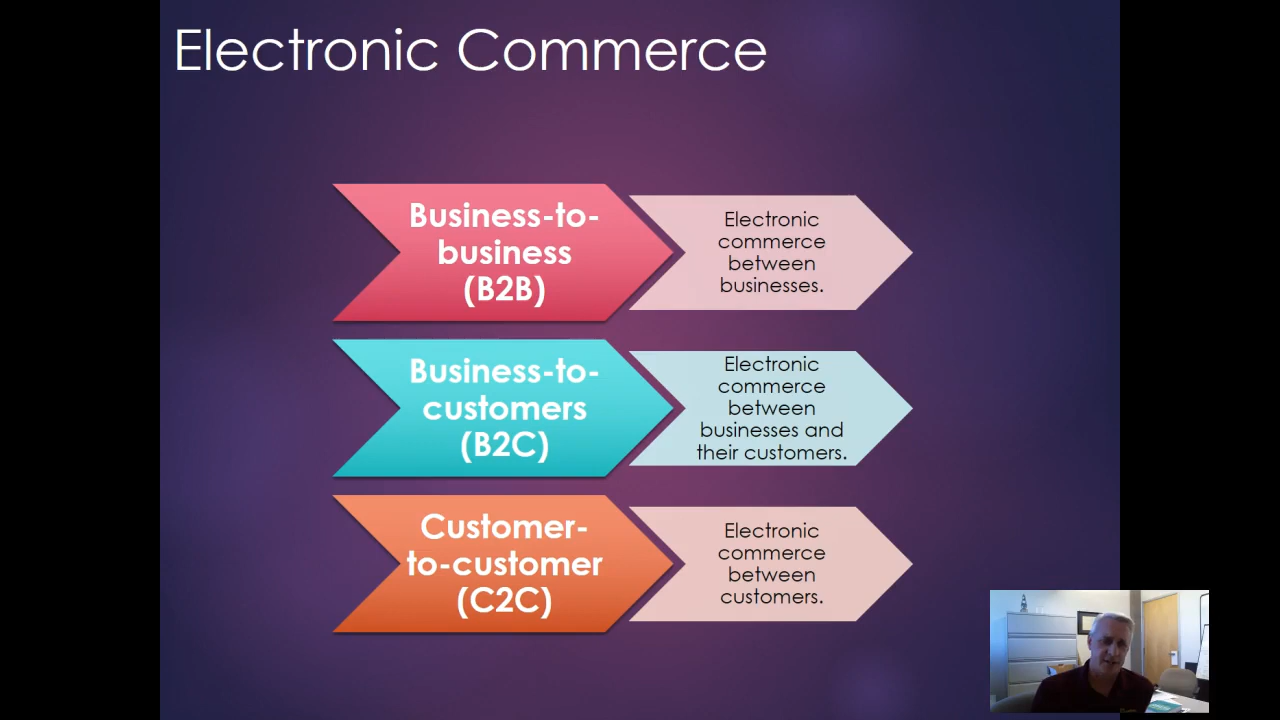 Electronic Commerce
Business-to-
business
(B2B)
Electronic
commerce
between
businesses.
Business-to-
customers
(B2C)
Electronic
commerce
between
businesses and
their customers.
Customer-
to-customer
(C2C)
Electronic
commerce
between
customers.